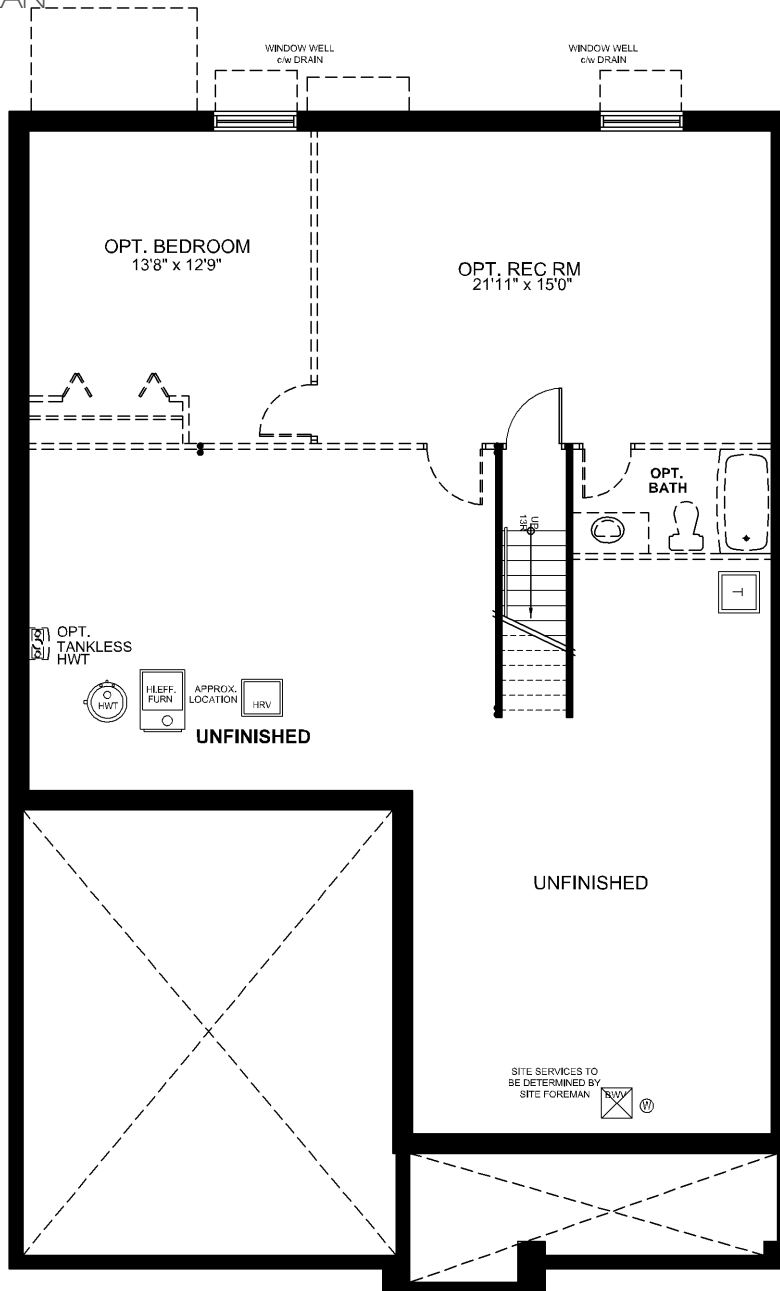 WINDOW WELL
c/w DRAIN
WINDOW WELL
c/w DRAIN
OPT. BEDROOM
13'8" x 12'9"
OPT. REC RM
21'11" x 15'0"
OPT.
BATH
UP
13R
T
OPT.
TANKLESS
HWT
HWT
HI.EFF.
FURN
APPROX.
LOCATION
HRV
UNFINISHED
UNFINISHED
SITE SERVICES TO
BE DETERMINED BY
SITE FOREMAN
BWV
W